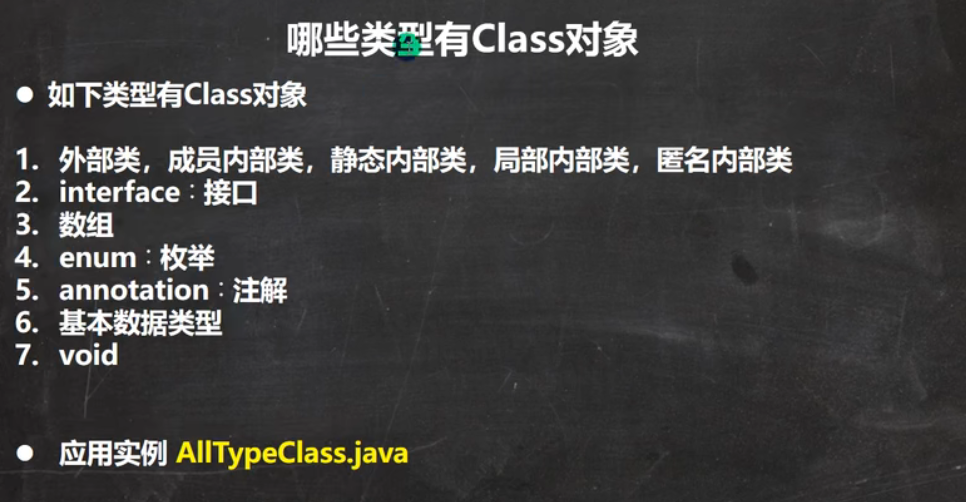 哪些类型有Class对象
● 如下类型有Class对象
1. 外部类，成员内部类，静态内部类，局部内部类，匿名内部类
2. interface：接口
3. 数组
4. enum：枚举
5. annotation：注解
6. 基本数据类型
7. void
● 应用实例 AllTypeClass.java